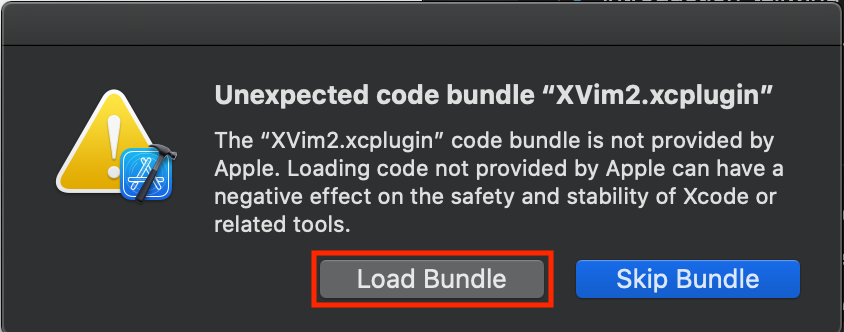 Unexpected code bundle “XVim2.xcplugin”
The “XVim2.xcplugin” code bundle is not provided by
Apple. Loading code not provided by Apple can have a
negative effect on the safety and stability of Xcode or
related tools.
Load Bundle Skip Bundle